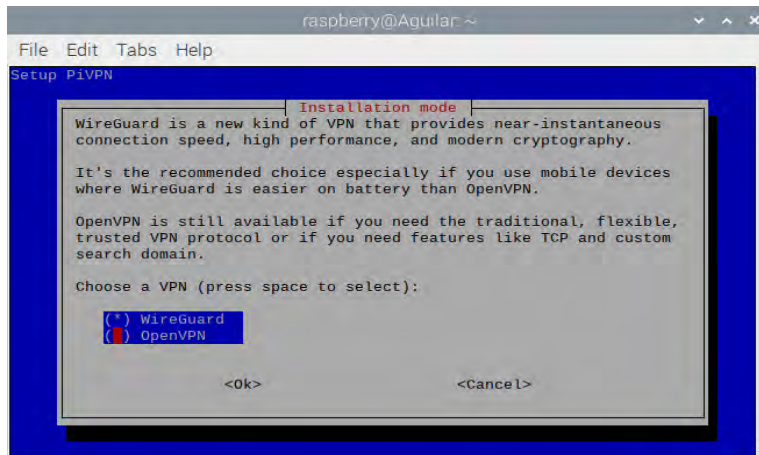 raspberry@Aguilar: ~
File Edit Tabs Help
Setup PiVPN
Installation mode
WireGuard is a new kind of VPN that provides near-instantaneous
connection speed, high performance, and modern cryptography.
It's the recommended choice especially if you use mobile devices
where WireGuard is easier on battery than OpenVPN.
OpenVPN is still available if you need the traditional, flexible,
trusted VPN protocol or if you need features like TCP and custom
search domain.
Choose a VPN (press space to select):
(*) WireGuard
( ) OpenVPN
<Ok> <Cancel>